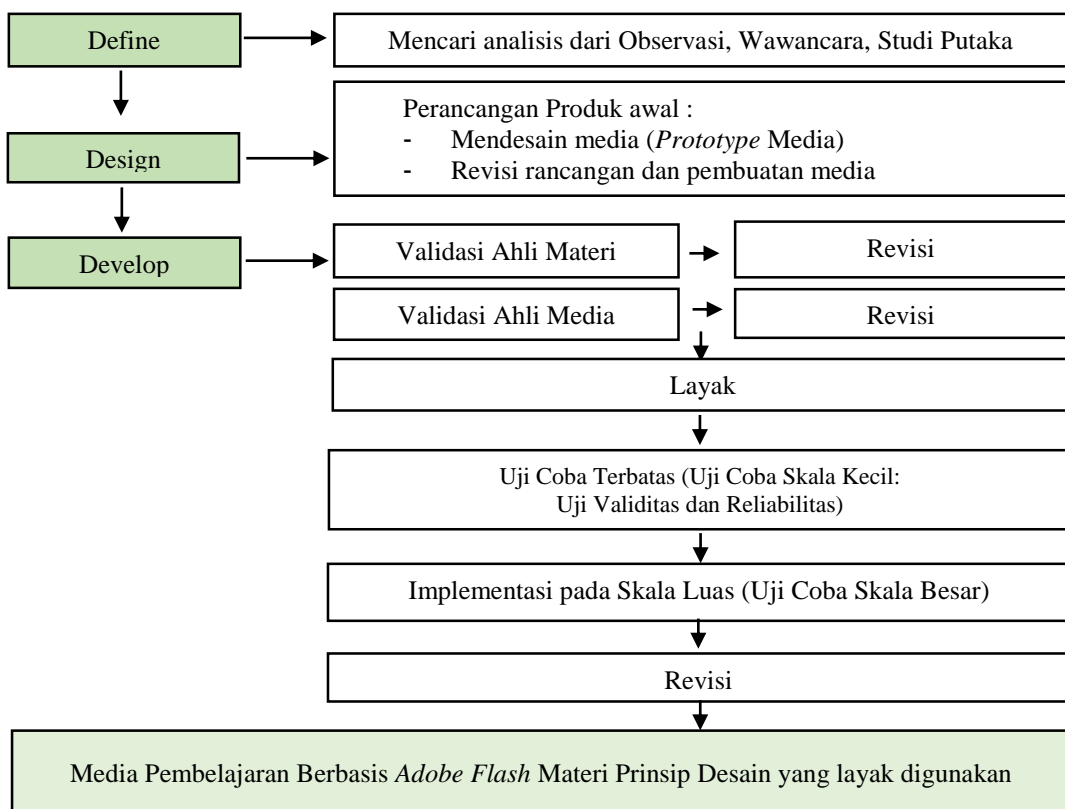 Define
Mencari analisis dari Observasi, Wawancara, Studi Putaka
Design
Perancangan Produk awal :
- Mendesain media (Prototype Media)
- Revisi rancangan dan pembuatan media
Develop
Validasi Ahli Materi
Revisi
Validasi Ahli Media
Revisi
Layak
Uji Coba Terbatas (Uji Coba Skala Kecil:
Uji Validitas dan Reliabilitas)
Implementasi pada Skala Luas (Uji Coba Skala Besar)
Revisi
Media Pembelajaran Berbasis Adobe Flash Materi Prinsip Desain yang layak digunakan